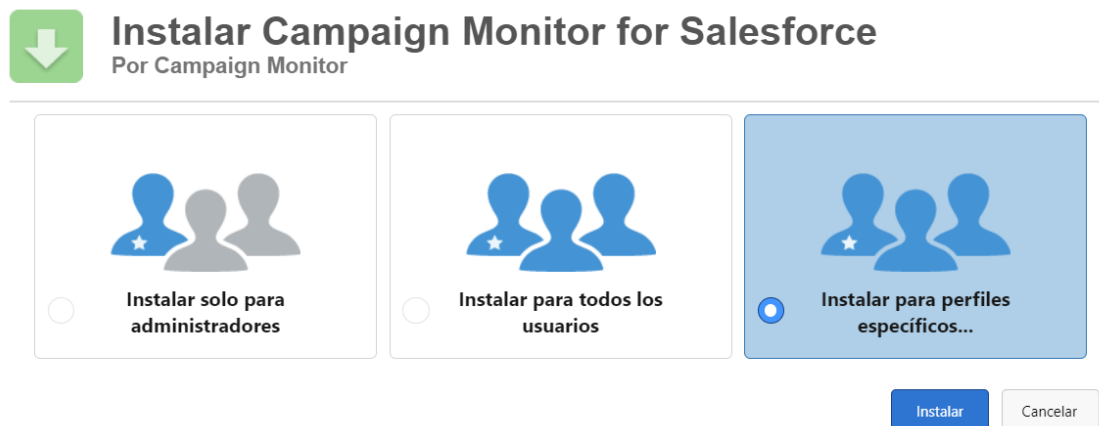 Instalar Campaign Monitor for Salesforce
Por Campaign Monitor
Instalar solo para
administradores
Instalar para todos los
usuarios
Instalar para perfiles
específicos...
Instalar
Cancelar